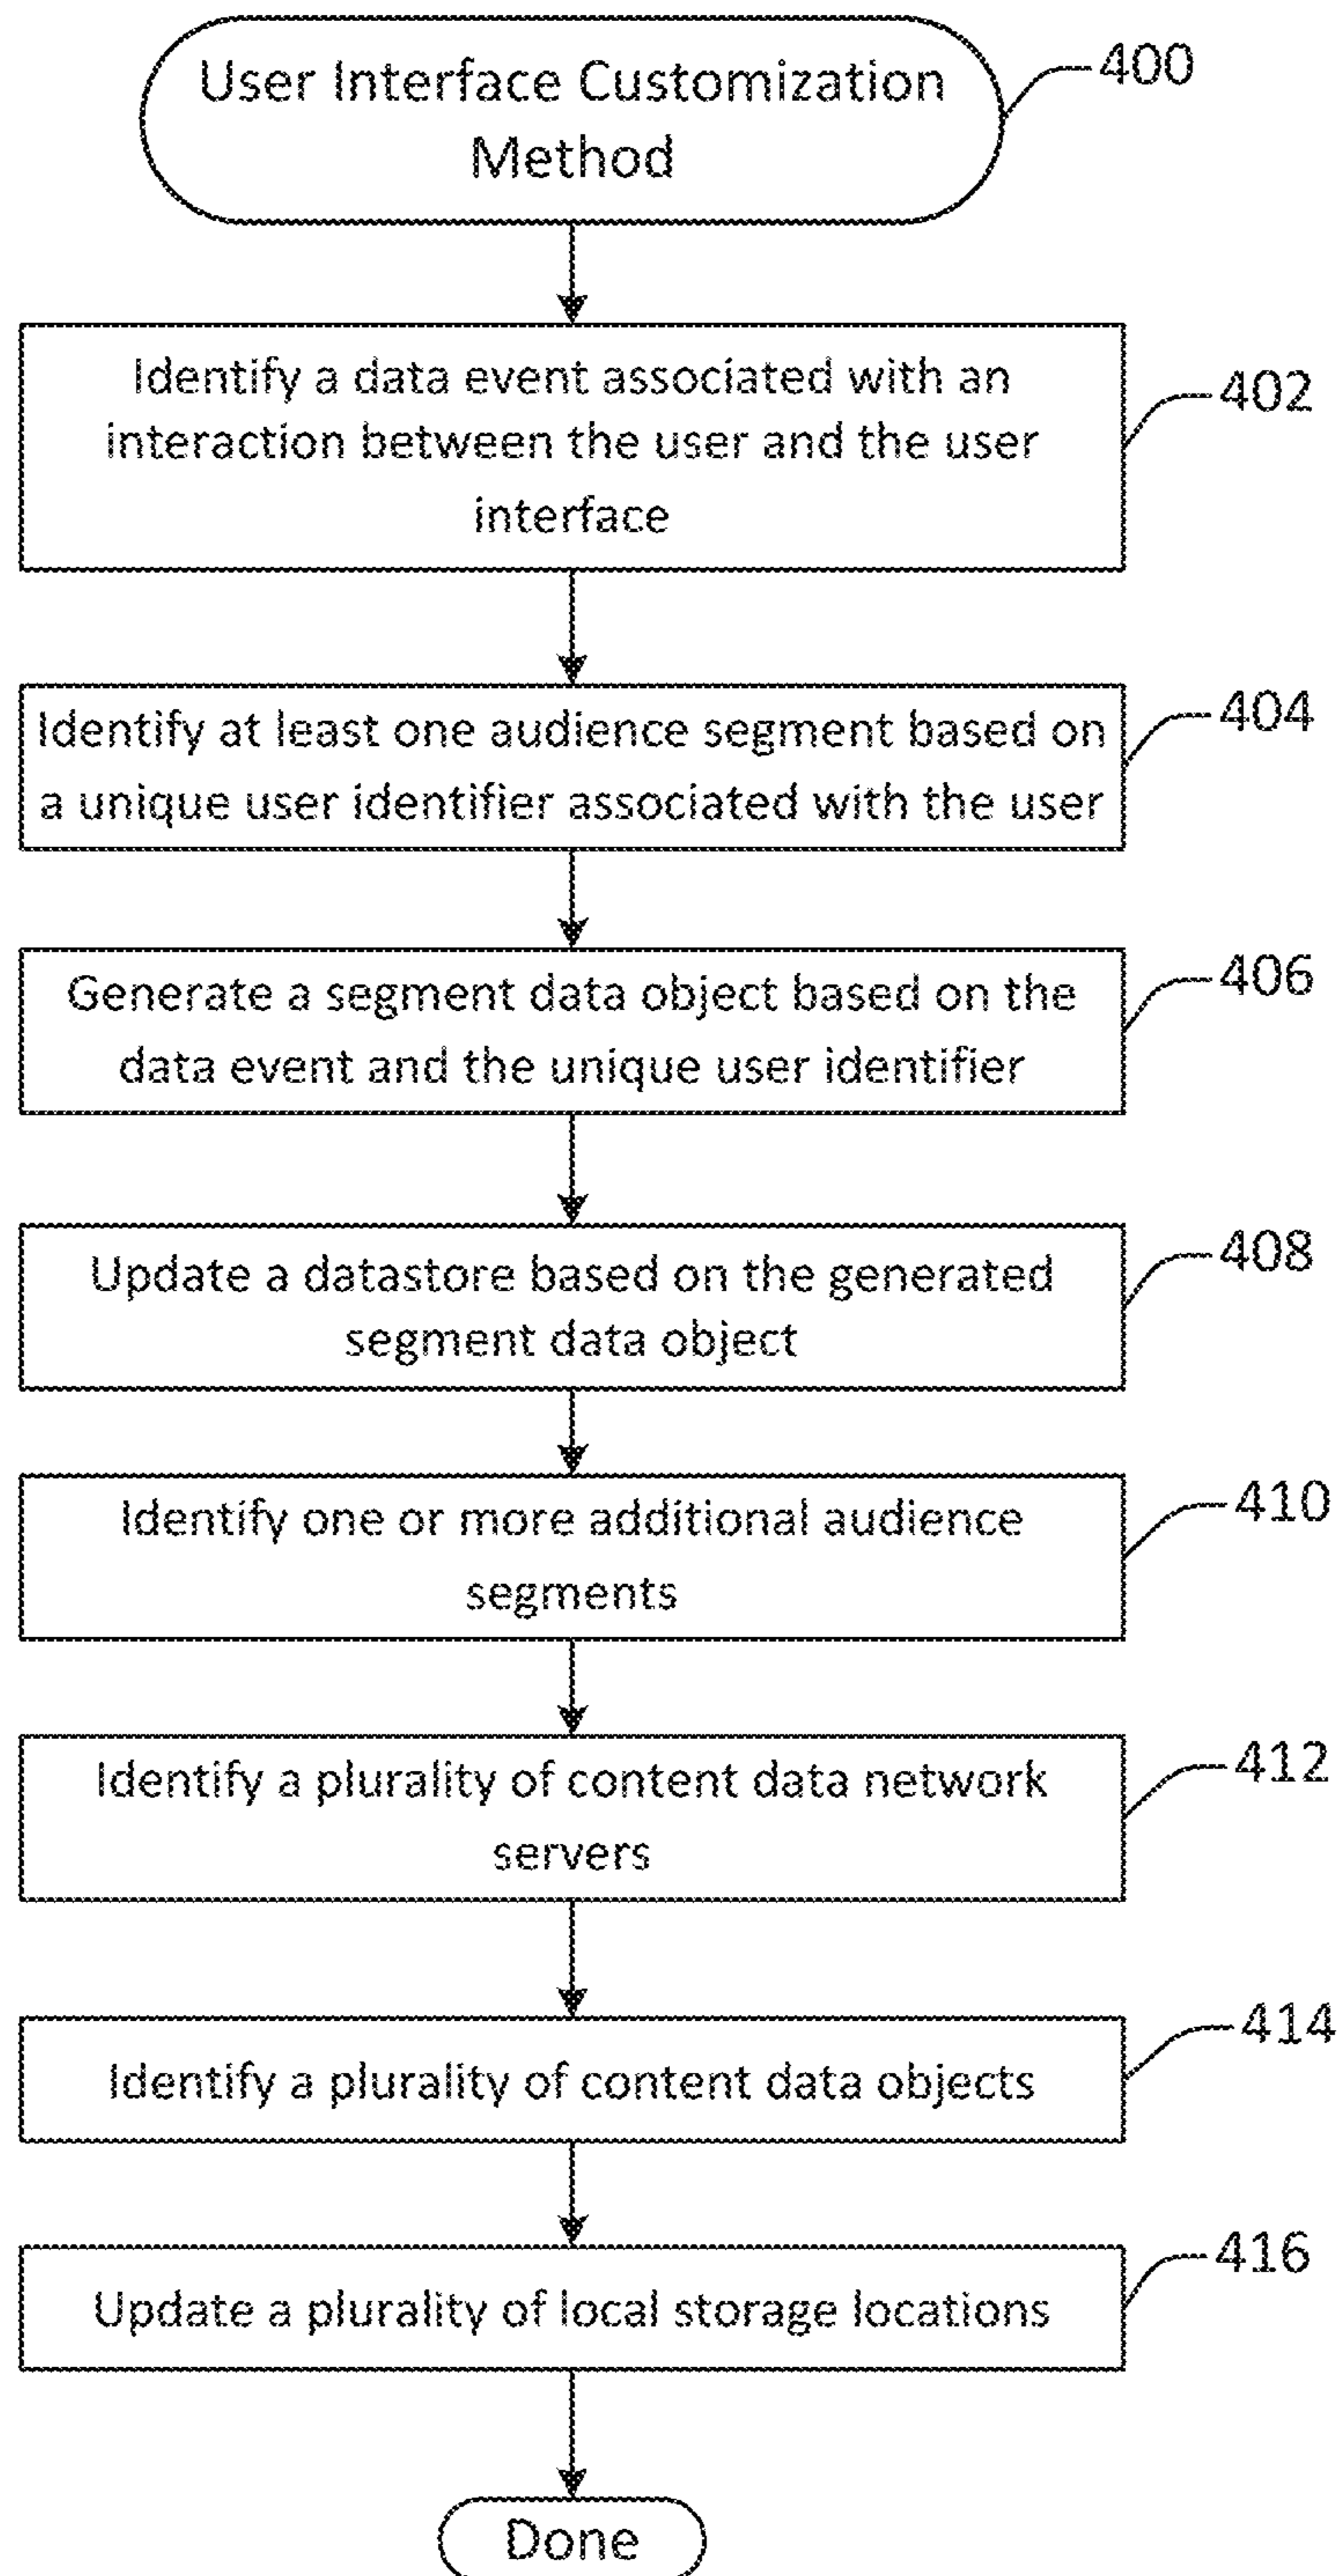 User Interface Customization
Method
400
Identify a data event associated with an
interaction between the user and the user
interface
402
Identify at least one audience segment based on
a unique user identifier associated with the user
404
Generate a segment data object based on the
data event and the unique user identifier
406
Update a datastore based on the generated
segment data object
408
Identify one or more additional audience
segments
410
Identify a plurality of content data network
servers
412
Identify a plurality of content data objects
414
Update a plurality of local storage locations
416
Done